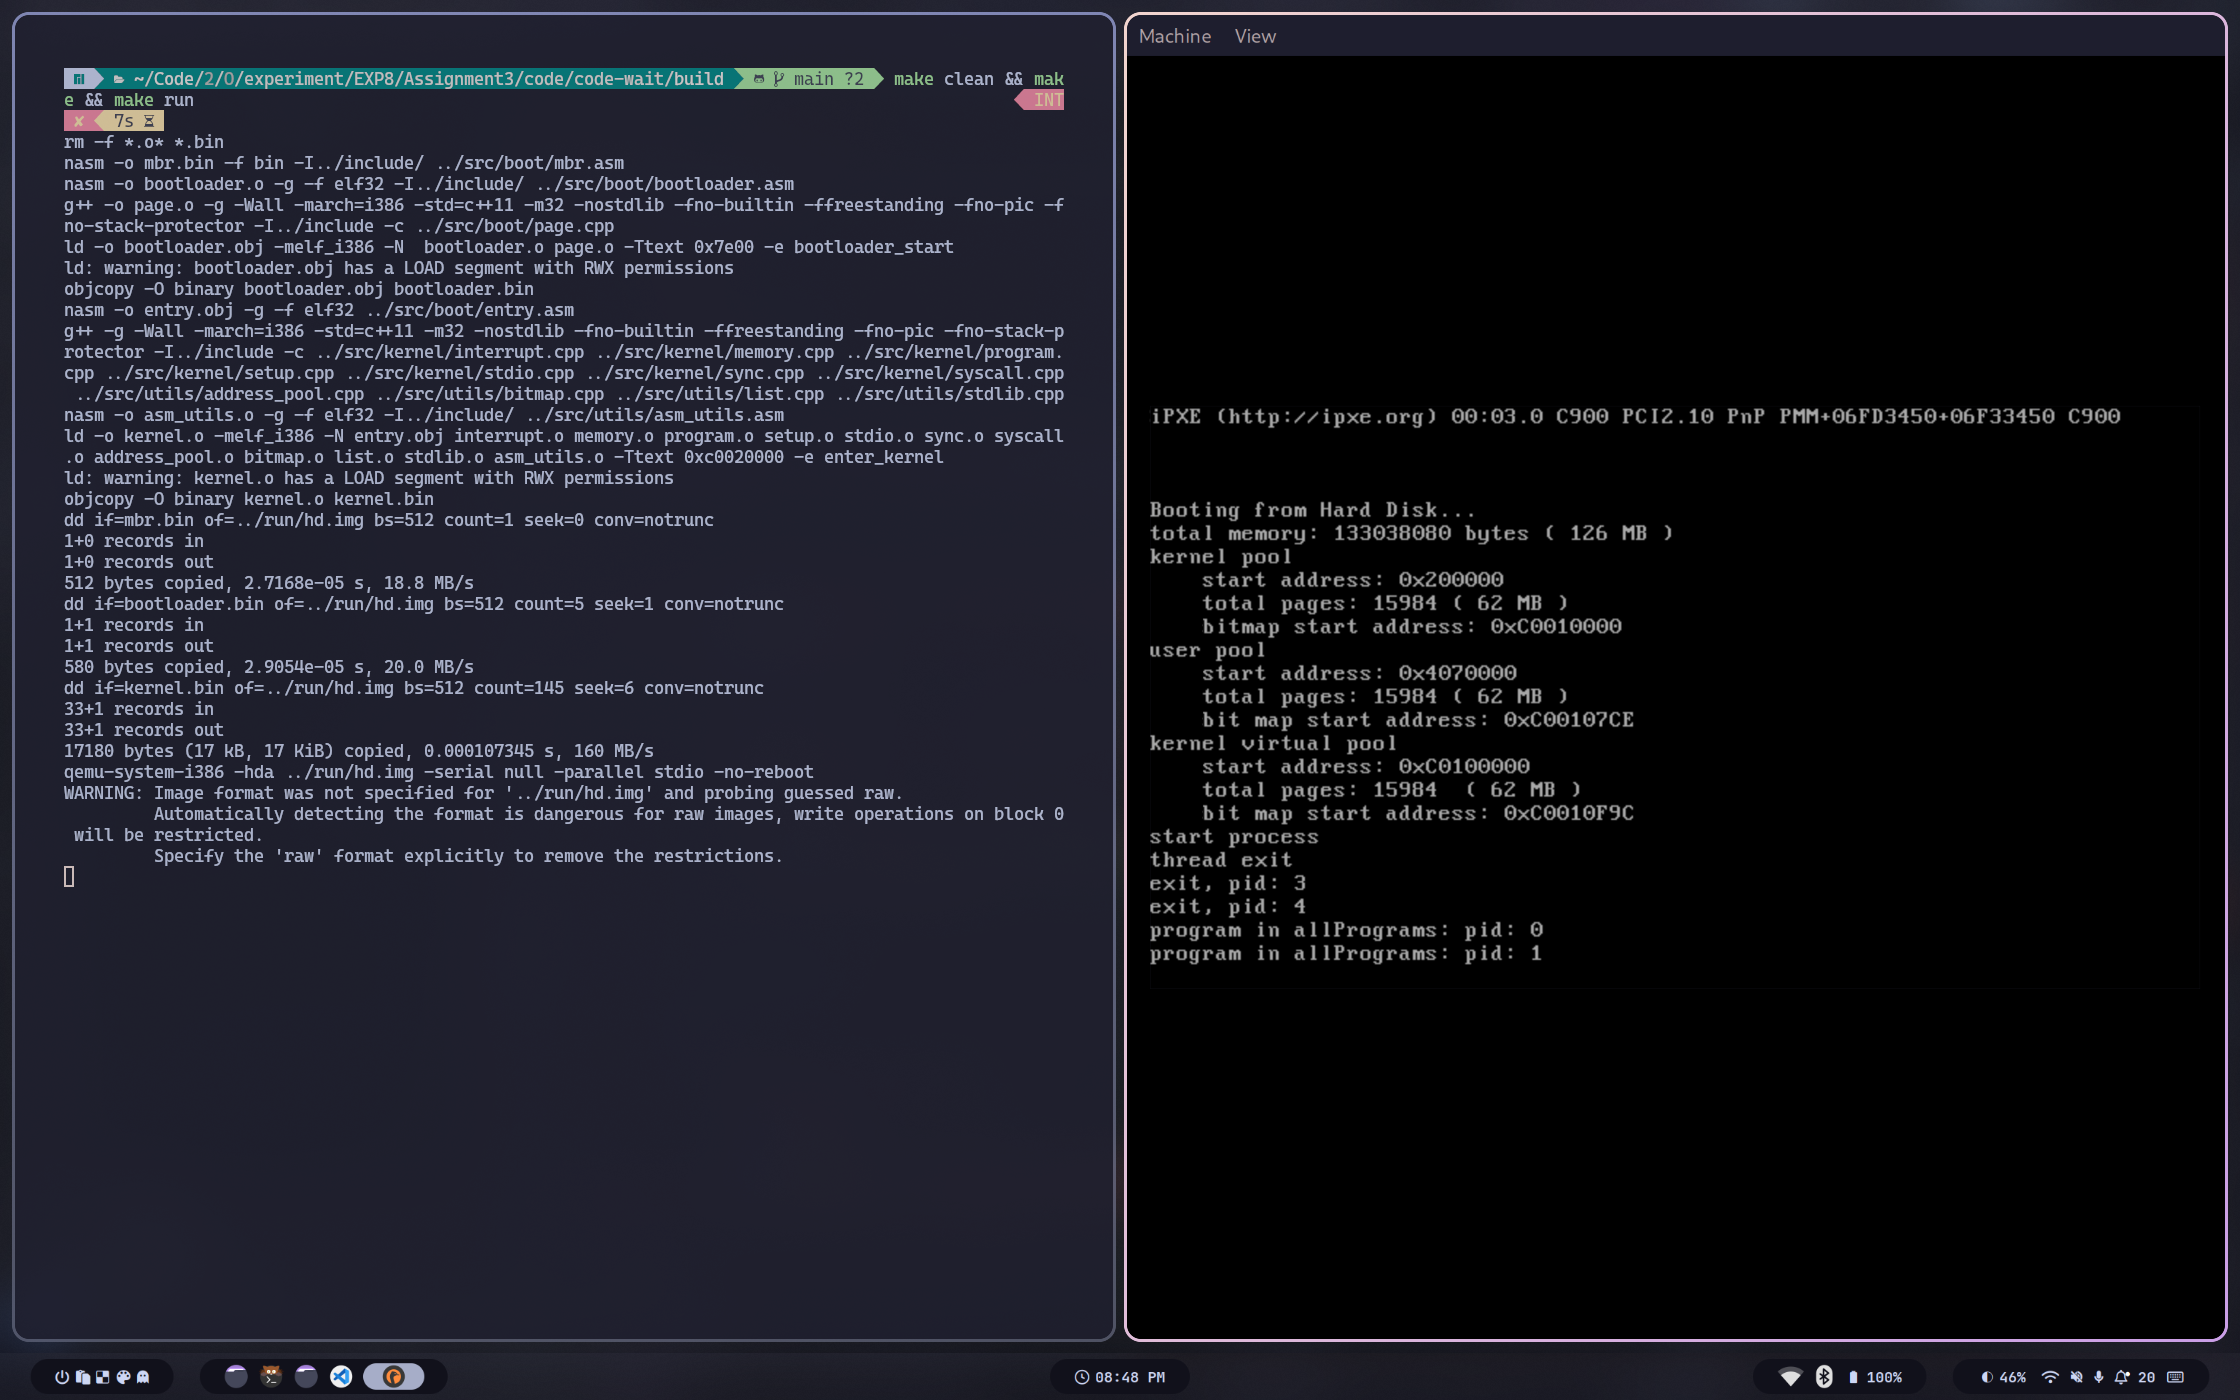 ~/Code/2/O/experiment/EXP8/Assignment3/code/code-wait/build main ?2 make clean && mak
e && make run INT
✘ 7s
rm -f *.o* *.bin
nasm -o mbr.bin -f bin -I../include/ ../src/boot/mbr.asm
nasm -o bootloader.o -g -f elf32 -I../include/ ../src/boot/bootloader.asm
g++ -o page.o -g -Wall -march=i386 -std=c++11 -m32 -nostdlib -fno-builtin -ffreestanding -fno-pic -f
no-stack-protector -I../include -c ../src/boot/page.cpp
ld -o bootloader.obj -melf_i386 -N  bootloader.o page.o -Ttext 0x7e00 -e bootloader_start
ld: warning: bootloader.obj has a LOAD segment with RWX permissions
objcopy -O binary bootloader.obj bootloader.bin
nasm -o entry.obj -g -f elf32 ../src/boot/entry.asm
g++ -g -Wall -march=i386 -std=c++11 -m32 -nostdlib -fno-builtin -ffreestanding -fno-pic -fno-stack-p
rotector -I../include -c ../src/kernel/interrupt.cpp ../src/kernel/memory.cpp ../src/kernel/program.
cpp ../src/kernel/setup.cpp ../src/kernel/stdio.cpp ../src/kernel/sync.cpp ../src/kernel/syscall.cpp
../src/utils/address_pool.cpp ../src/utils/bitmap.cpp ../src/utils/list.cpp ../src/utils/stdlib.cpp
nasm -o asm_utils.o -g -f elf32 -I../include/ ../src/utils/asm_utils.asm
ld -o kernel.o -melf_i386 -N entry.obj interrupt.o memory.o program.o setup.o stdio.o sync.o syscall
.o address_pool.o bitmap.o list.o stdlib.o asm_utils.o -Ttext 0xc0020000 -e enter_kernel
ld: warning: kernel.o has a LOAD segment with RWX permissions
objcopy -O binary kernel.o kernel.bin
dd if=mbr.bin of=../run/hd.img bs=512 count=1 seek=0 conv=notrunc
1+0 records in
1+0 records out
512 bytes copied, 2.7168e-05 s, 18.8 MB/s
dd if=bootloader.bin of=../run/hd.img bs=512 count=5 seek=1 conv=notrunc
1+1 records in
1+1 records out
580 bytes copied, 2.9054e-05 s, 20.0 MB/s
dd if=kernel.bin of=../run/hd.img bs=512 count=145 seek=6 conv=notrunc
33+1 records in
33+1 records out
17180 bytes (17 kB, 17 KiB) copied, 0.000107345 s, 160 MB/s
qemu-system-i386 -hda ../run/hd.img -serial null -parallel stdio -no-reboot
WARNING: Image format was not specified for '../run/hd.img' and probing guessed raw.
Automatically detecting the format is dangerous for raw images, write operations on block 0
will be restricted.
Specify the 'raw' format explicitly to remove the restrictions.
Machine View
iPXE (http://ipxe.org) 00:03.0 C900 PCI2.10 PnP PMM+06FD3450+06F33450 C900
Booting from Hard Disk...
total memory: 133038080 bytes ( 126 MB )
kernel pool
start address: 0x200000
total pages: 15984 ( 62 MB )
bitmap start address: 0xC0010000
user pool
start address: 0x4070000
total pages: 15984 ( 62 MB )
bit map start address: 0xC00107CE
kernel virtual pool
start address: 0xC0100000
total pages: 15984  ( 62 MB )
bit map start address: 0xC0010F9C
start process
thread exit
exit, pid: 3
exit, pid: 4
program in allPrograms: pid: 0
program in allPrograms: pid: 1
08:48 PM
100%
46%
20